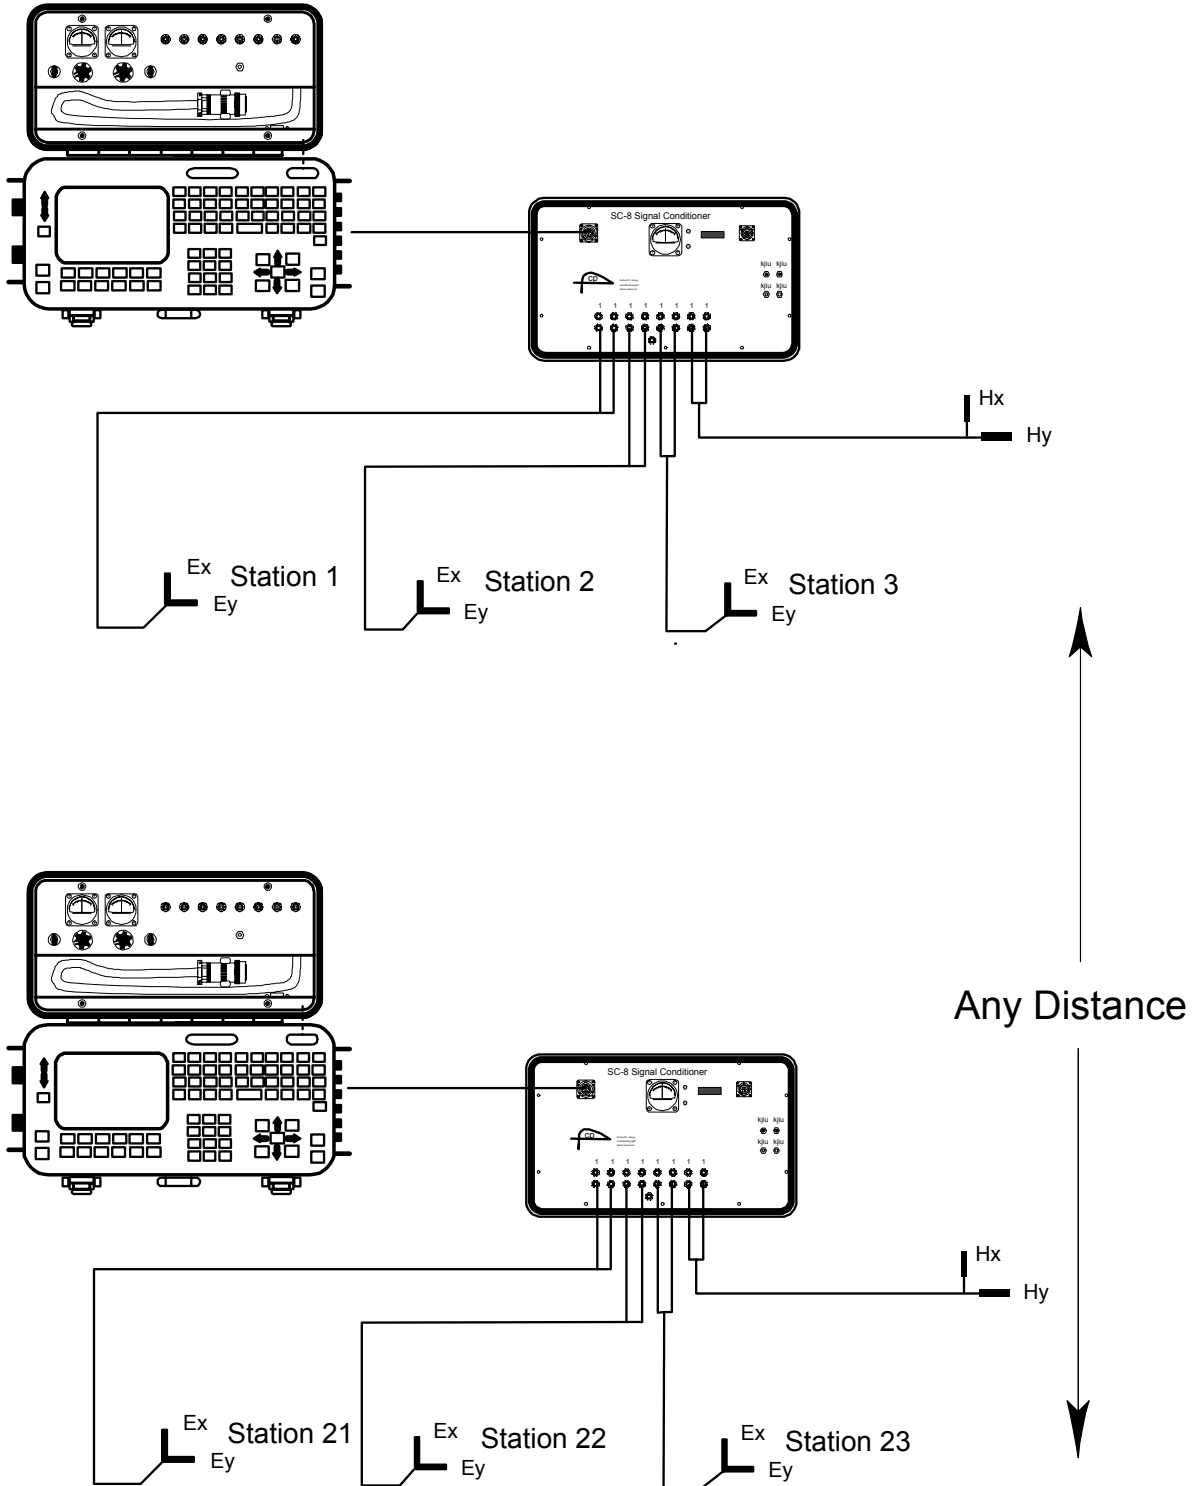 SC-8 Signal Conditioner
kjiu kjiu
kjiu kjiu
cp
1 1 1 1 1 1 1 1
Hx
Hy
Ex
Station 1
Ey
Ex
Station 2
Ey
Ex
Station 3
Ey
Any Distance
SC-8 Signal Conditioner
kjiu kjiu
kjiu kjiu
cp
1 1 1 1 1 1 1 1
Hx
Hy
Ex
Station 21
Ey
Ex
Station 22
Ey
Ex
Station 23
Ey